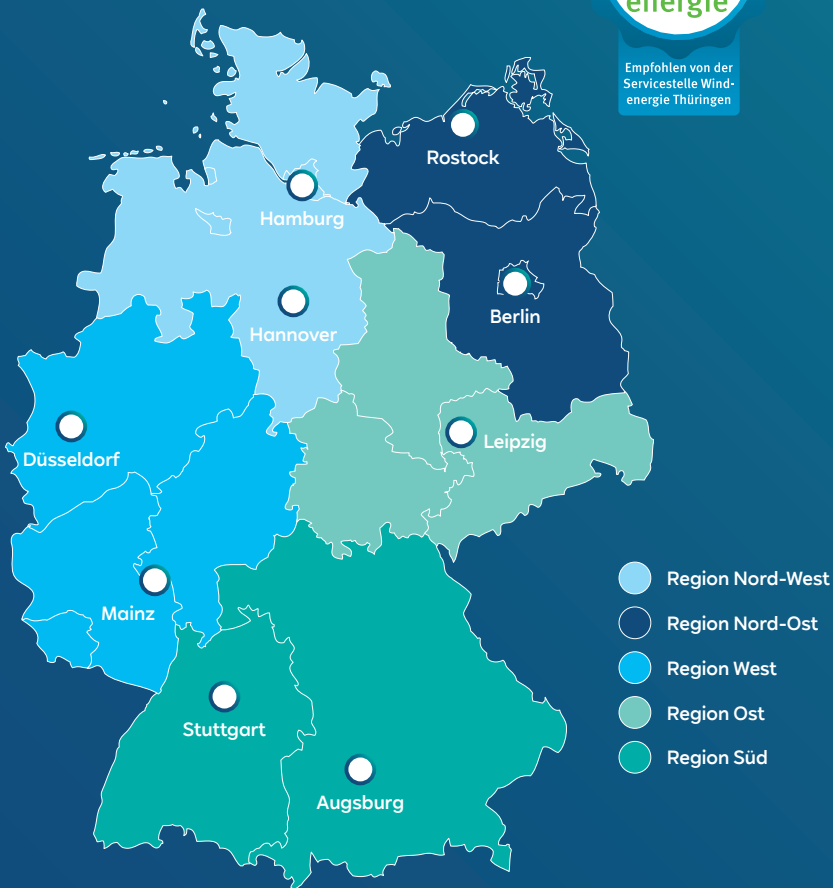 energie
Empfohlen von der
Servicestelle Wind-
energie Thüringen
Rostock
Hamburg
Berlin
Hannover
Leipzig
Düsseldorf
Mainz
Stuttgart
Augsburg
Region Nord-West
Region Nord-Ost
Region West
Region Ost
Region Süd